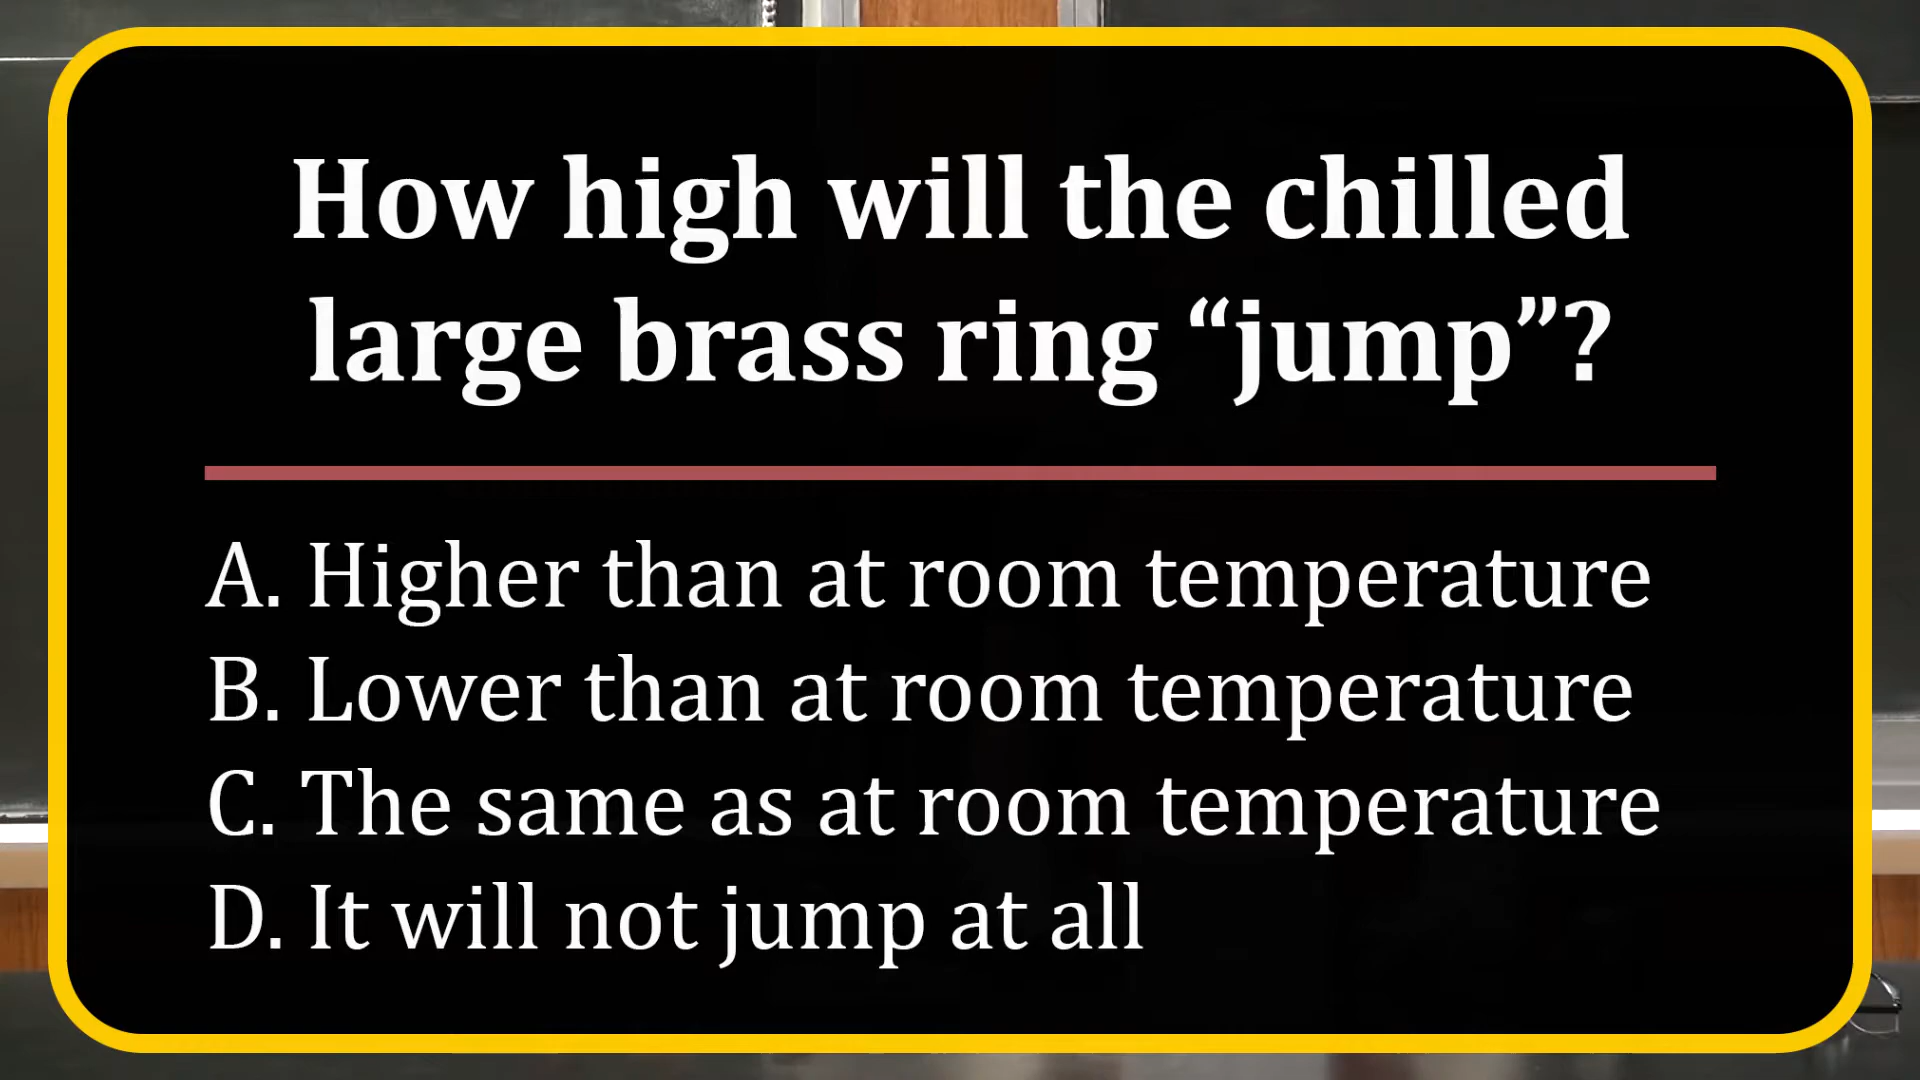 How high will the chilled
large brass ring “jump”?
A. Higher than at room temperature
B. Lower than at room temperature
C. The same as at room temperature
D. It will not jump at all